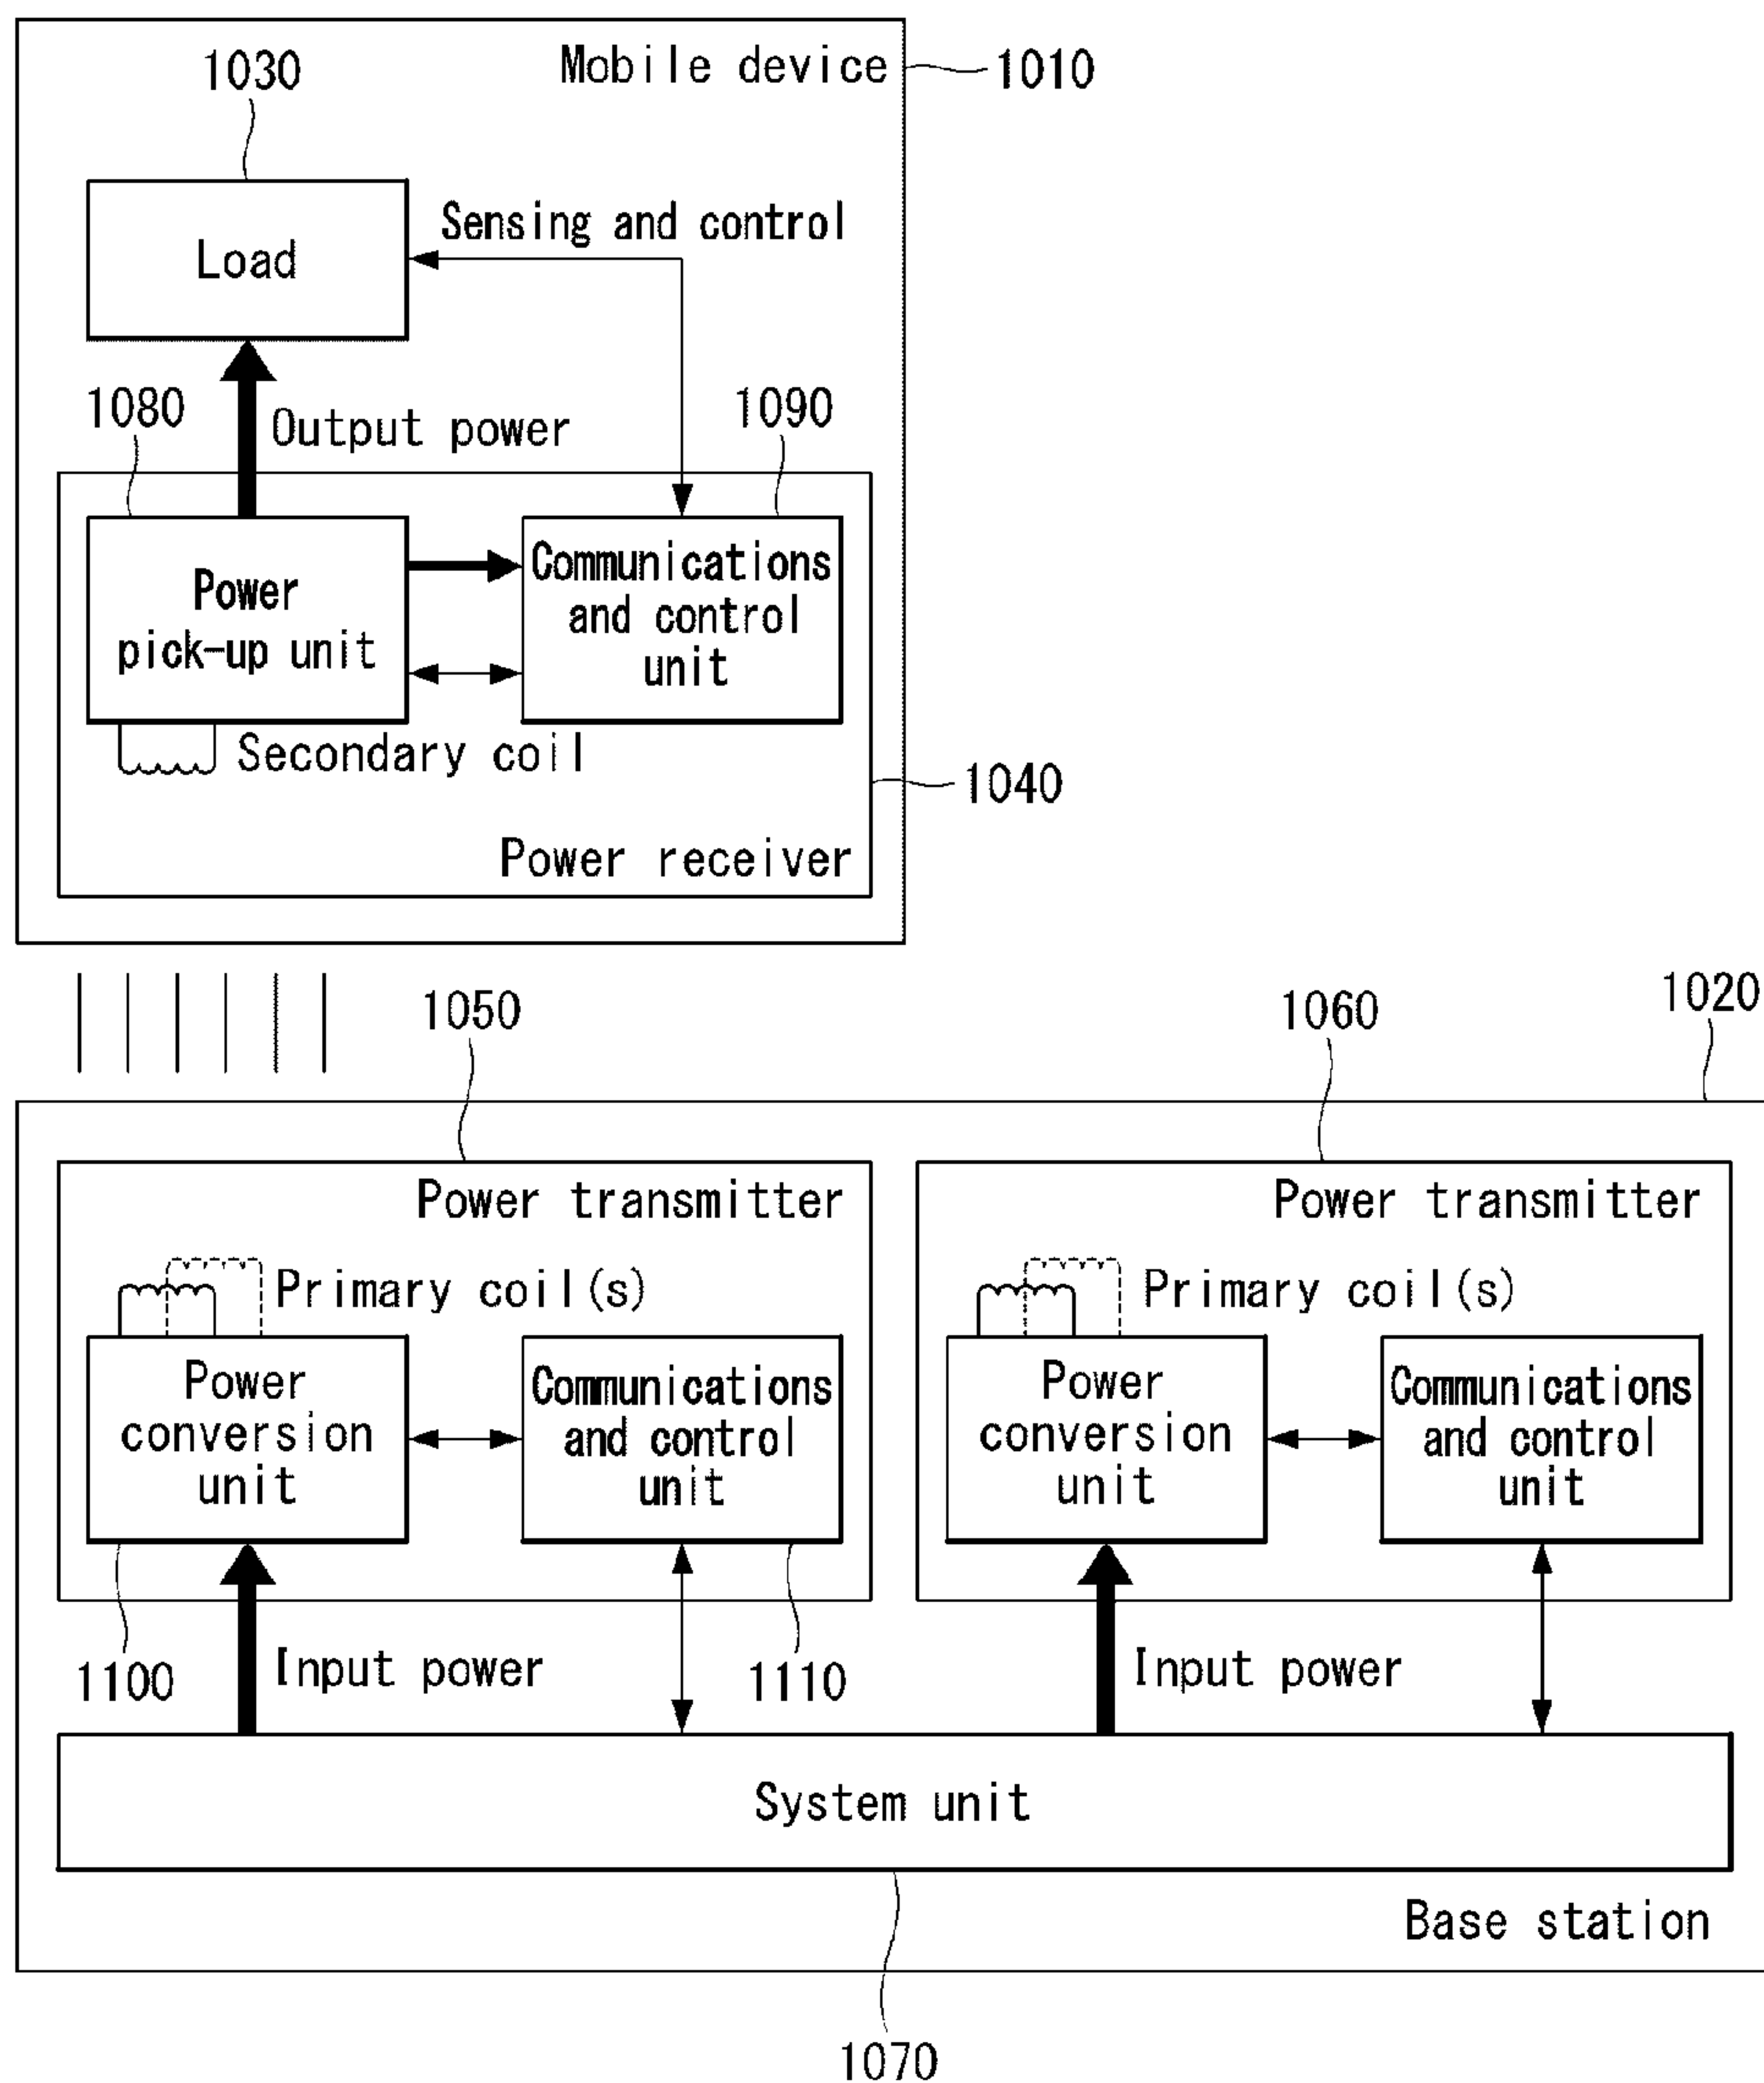 Mobile device
1010
1030
Sensing and control
Load
1080
Output power
1090
Power
pick-up unit
Communications
and control
unit
Secondary coil
1040
Power receiver
1020
1050
1060
Power transmitter
Primary coil(s)
Power
conversion
unit
Communications
and control
unit
Power transmitter
Primary coil(s)
Power
conversion
unit
Communications
and control
unit
1100
Input power
1110
Input power
System unit
Base station
1070